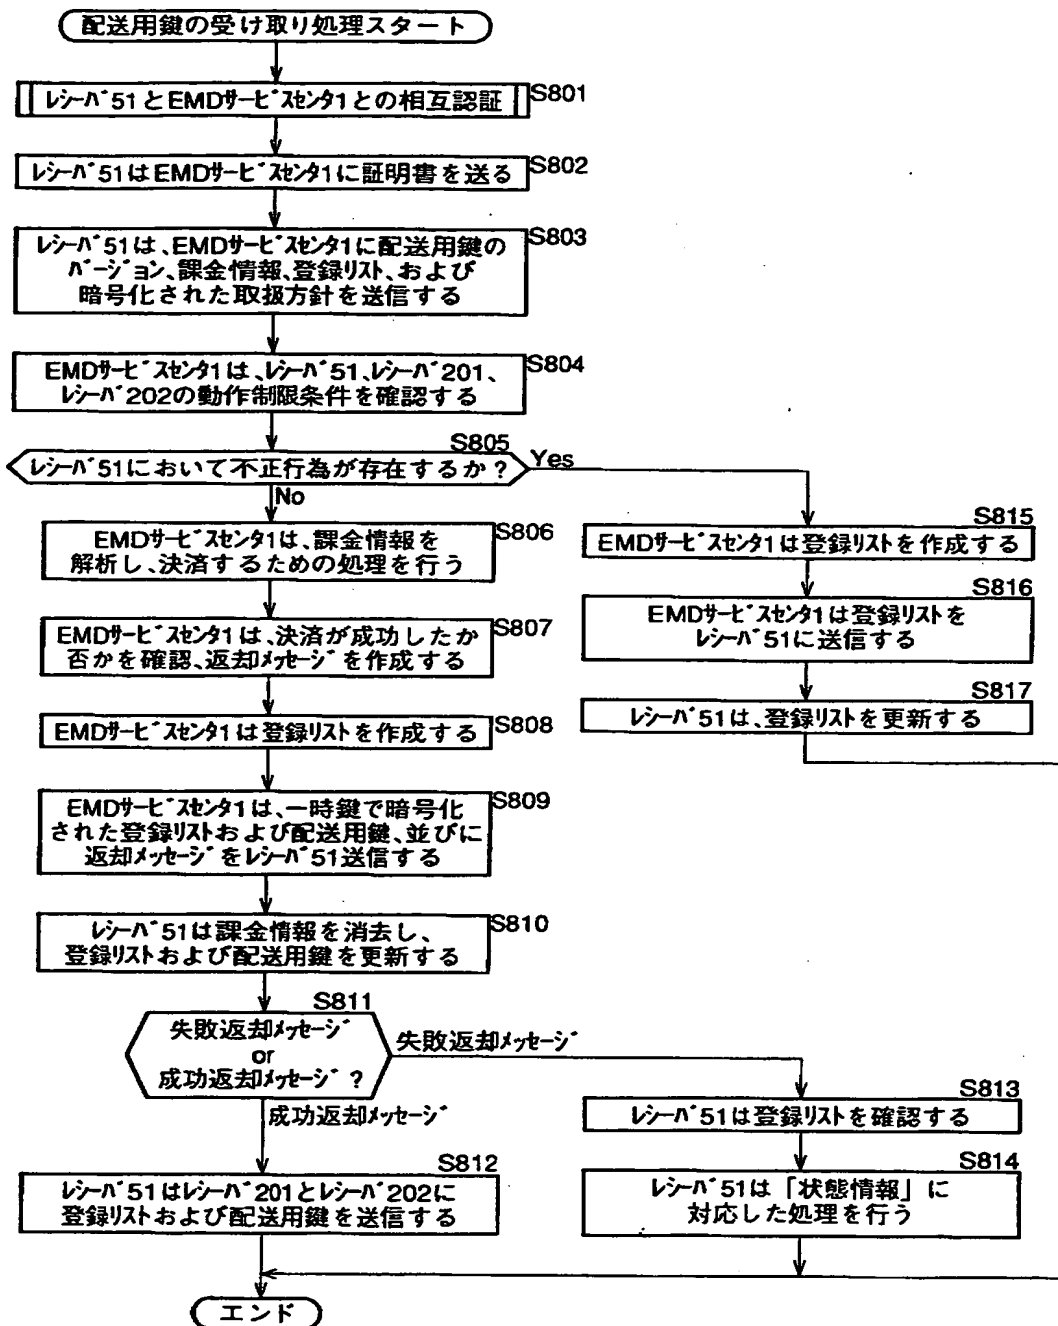 配送用鍵の受け取り処理スタート
レシーバ51とEMDサービスセンタ1との相互認証
S801
レシーバ51はEMDサービスセンタ1に証明書を送る
S802
レシーバ51は、EMDサービスセンタ1に配送用鍵の
バージョン、課金情報、登録リスト、および
暗号化された取扱方針を送信する
S803
EMDサービスセンタ1は、レシーバ51、レシーバ201、
レシーバ202の動作制限条件を確認する
S804
S805
レシーバ51において不正行為が存在するか?
Yes
No
EMDサービスセンタ1は、課金情報を
解析し、決済するための処理を行う
S806
EMDサービスセンタ1は、決済が成功したか
否かを確認、返却メッセージを作成する
S807
EMDサービスセンタ1は登録リストを作成する
S808
EMDサービスセンタ1は、一時鍵で暗号化
された登録リストおよび配送用鍵、並びに
返却メッセージをレシーバ51送信する
S809
レシーバ51は課金情報を消去し、
登録リストおよび配送用鍵を更新する
S810
S811
失敗返却メッセージ
or
成功返却メッセージ?
失敗返却メッセージ
成功返却メッセージ
S812
レシーバ51はレシーバ201とレシーバ202に
登録リストおよび配送用鍵を送信する
S813
レシーバ51は登録リストを確認する
S814
レシーバ51は「状態情報」に
対応した処理を行う
S815
EMDサービスセンタ1は登録リストを作成する
S816
EMDサービスセンタ1は登録リストを
レシーバ51に送信する
S817
レシーバ51は、登録リストを更新する
エンド